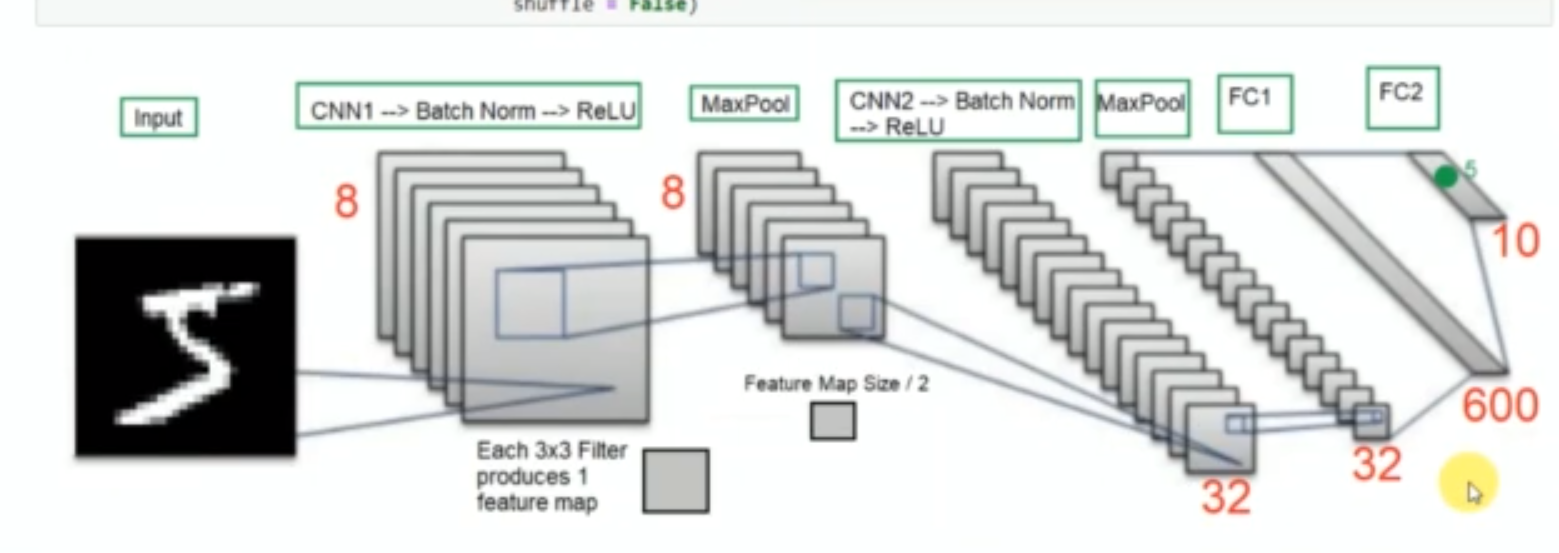 shuffle = False)
Input
CNN1 --> Batch Norm --> ReLU
MaxPool
CNN2 --> Batch Norm
--> ReLU
MaxPool
FC1
FC2
8
8
5
10
Feature Map Size / 2
600
Each 3x3 Filter
produces 1
feature map
32
32